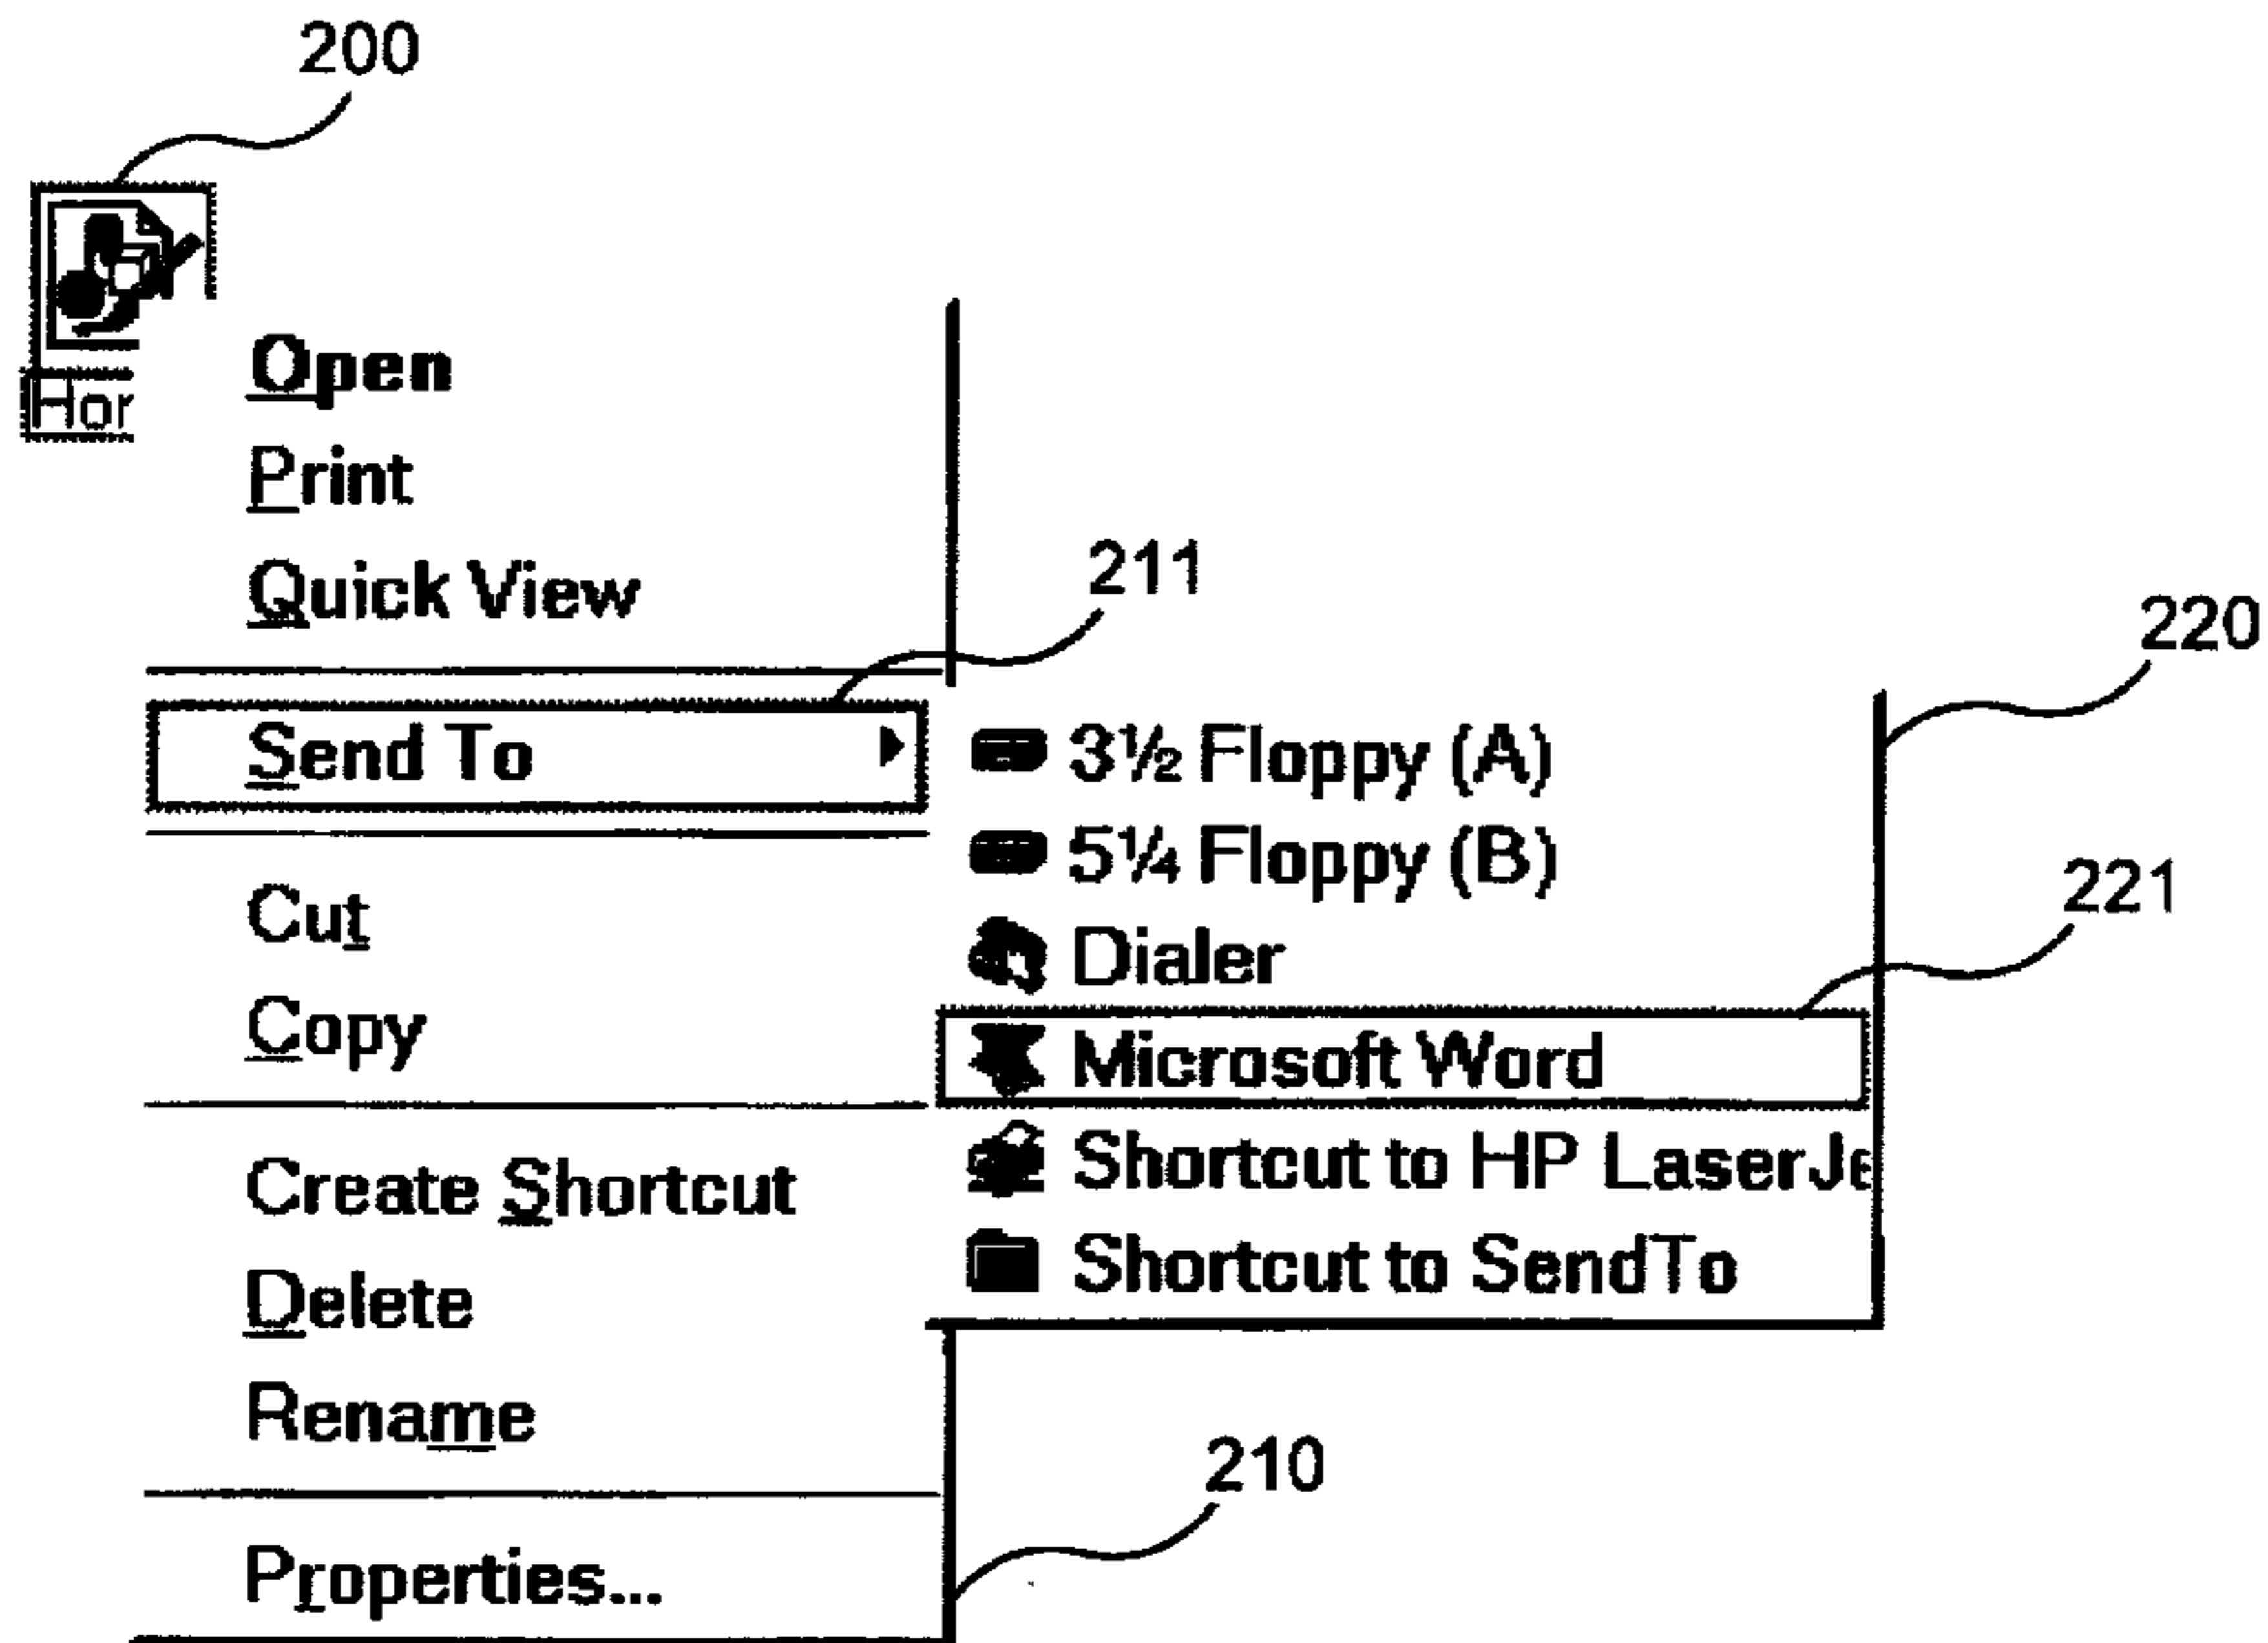 200
Hor
Open
Print
Quick View
211
220
Send To
3½ Floppy (A)
5¼ Floppy (B)
221
Cut
Dialer
Copy
Microsoft Word
Create Shortcut
Shortcut to HP LaserJe
Delete
Shortcut to SendTo
Rename
210
Properties...